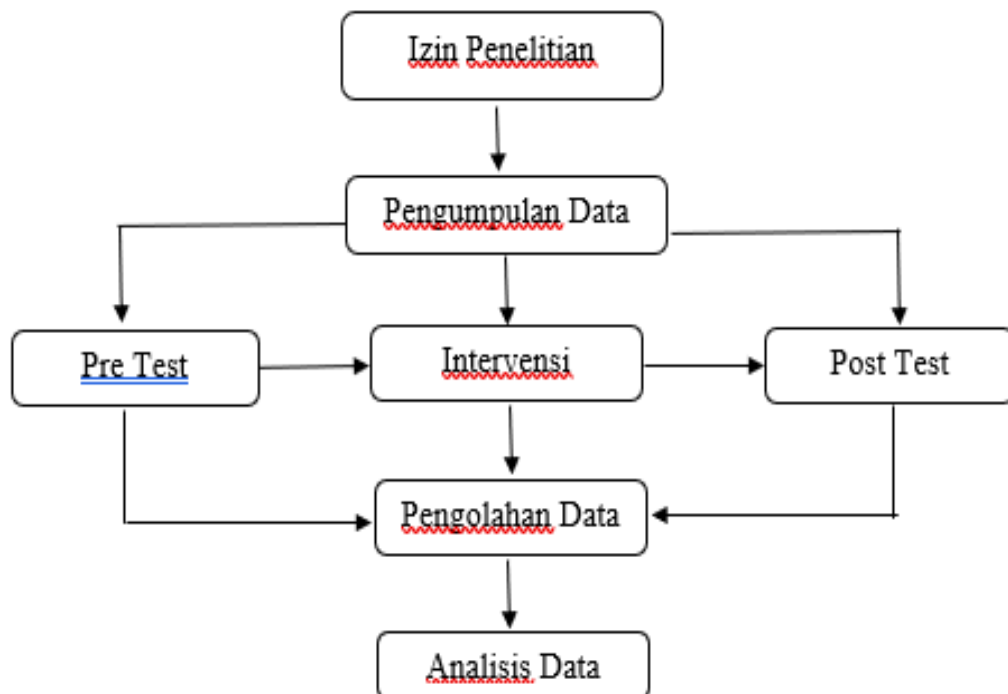 Izin Penelitian
Pengumpulan Data
Pre Test
Intervensi
Post Test
Pengolahan Data
Analisis Data